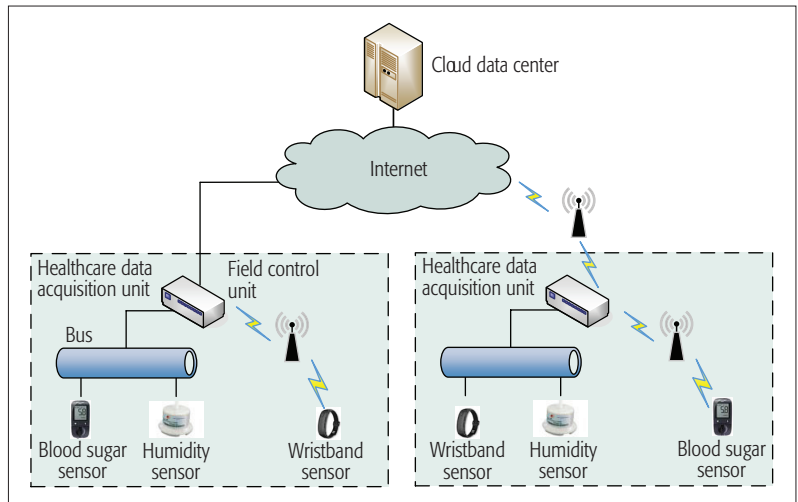 Cloud data center
Internet
Healthcare data
acquisition unit
Field control
unit
Bus
Blood sugar
sensor
Humidity
sensor
Wristband
sensor
Healthcare data
acquisition unit
Wristband
sensor
Humidity
sensor
Blood sugar
sensor